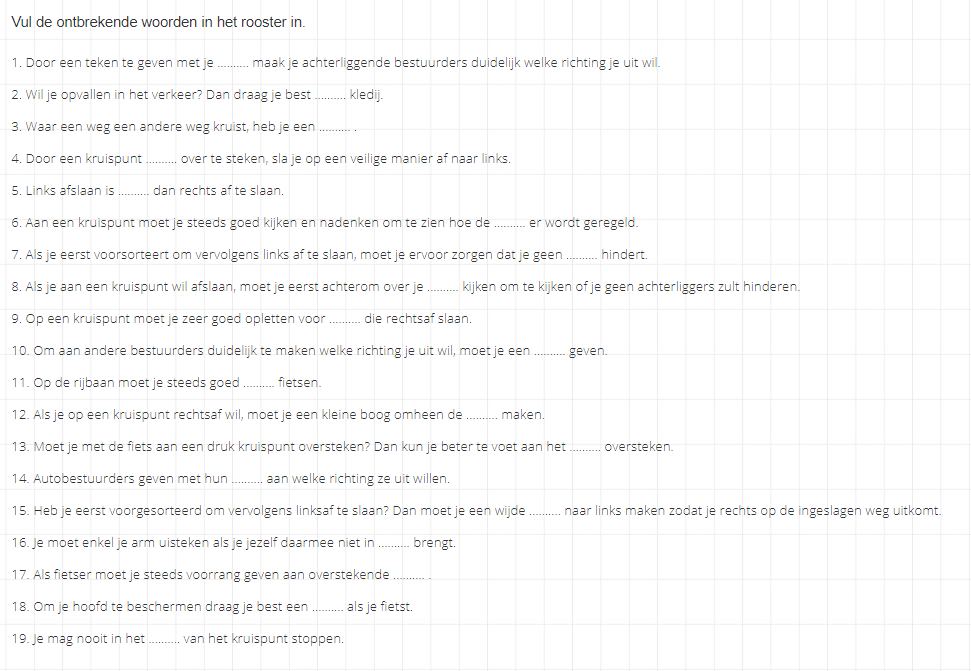 Vul de ontbrekende woorden in het rooster in.
1. Door een teken te geven met je .......... maak je achterliggende bestuurders duidelijk welke richting je uit wil.
2. Wil je opvallen in het verkeer? Dan draag je best .......... kledij.
3. Waar een weg een andere weg kruist, heb je een .......... .
4. Door een kruispunt .......... over te steken, sla je op een veilige manier af naar links.
5. Links afslaan is .......... dan rechts af te slaan.
6. Aan een kruispunt moet je steeds goed kijken en nadenken om te zien hoe de .......... er wordt geregeld.
7. Als je eerst voorsorteert om vervolgens links af te slaan, moet je ervoor zorgen dat je geen .......... hindert.
8. Als je aan een kruispunt wil afslaan, moet je eerst achterom over je .......... kijken om te kijken of je geen achterliggers zult hinderen.
9. Op een kruispunt moet je zeer goed opletten voor .......... die rechtsaf slaan.
10. Om aan andere bestuurders duidelijk te maken welke richting je uit wil, moet je een .......... geven.
11. Op de rijbaan moet je steeds goed .......... fietsen.
12. Als je op een kruispunt rechtsaf wil, moet je een kleine boog omheen de .......... maken.
13. Moet je met de fiets aan een druk kruispunt oversteken? Dan kun je beter te voet aan het .......... oversteken.
14. Autobestuurders geven met hun .......... aan welke richting ze uit willen.
15. Heb je eerst voorgesorteerd om vervolgens linksaf te slaan? Dan moet je een wijde .......... naar links maken zodat je rechts op de ingeslagen weg uitkomt.
16. Je moet enkel je arm uisteken als je jezelf daarmee niet in .......... brengt.
17. Als fietser moet je steeds voorrang geven aan overstekende .......... .
18. Om je hoofd te beschermen draag je best een .......... als je fietst.
19. Je mag nooit in het .......... van het kruispunt stoppen.